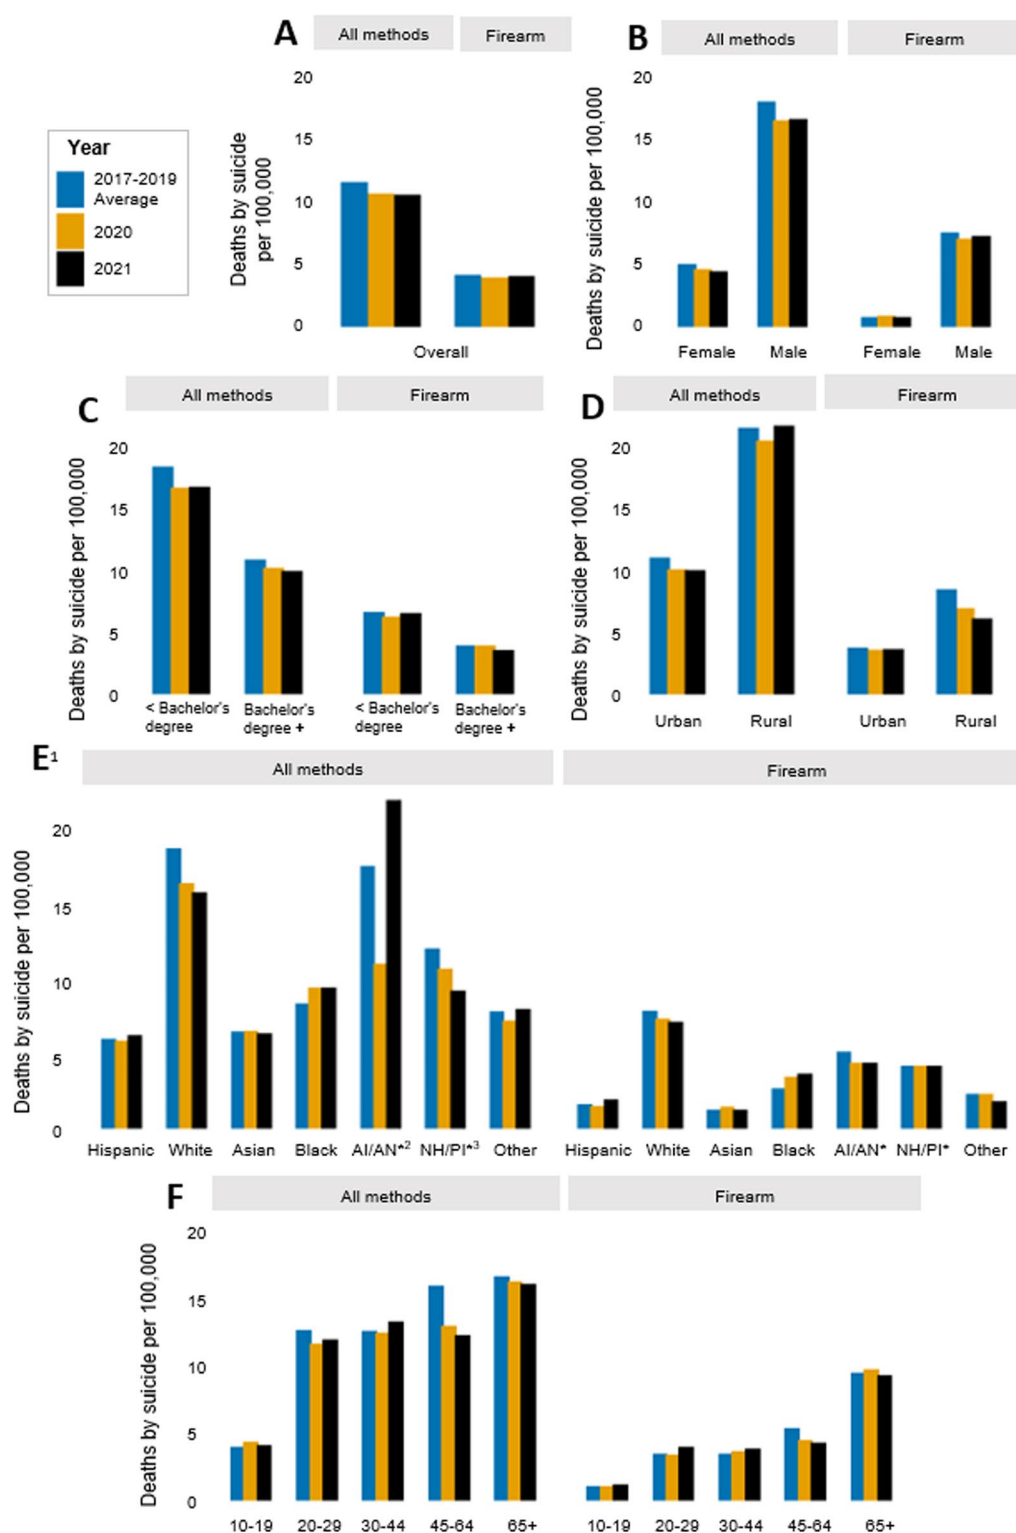 A
All methods
Firearm
B
All methods
Firearm
Year
2017-2019
Average
2020
2021
Deaths by suicide
per 100,000
20
15
10
5
0
Overall
Deaths by suicide per 100,000
20
15
10
5
0
Female
Male
Female
Male
C
All methods
Firearm
Deaths by suicide per 100,000
20
15
10
5
0
< Bachelor's
degree
Bachelor's
degree +
< Bachelor's
degree
Bachelor's
degree +
D
All methods
Firearm
Deaths by suicide per 100,000
20
15
10
5
0
Urban
Rural
Urban
Rural
E¹
All methods
Firearm
Deaths by suicide per 100,000
20
15
10
5
0
Hispanic
White
Asian
Black
AI/AN*²
NH/PI*³
Other
Hispanic
White
Asian
Black
AI/AN*
NH/PI*
Other
F
All methods
Firearm
Deaths by suicide per 100,000
20
15
10
5
0
10-19
20-29
30-44
45-64
65+
10-19
20-29
30-44
45-64
65+